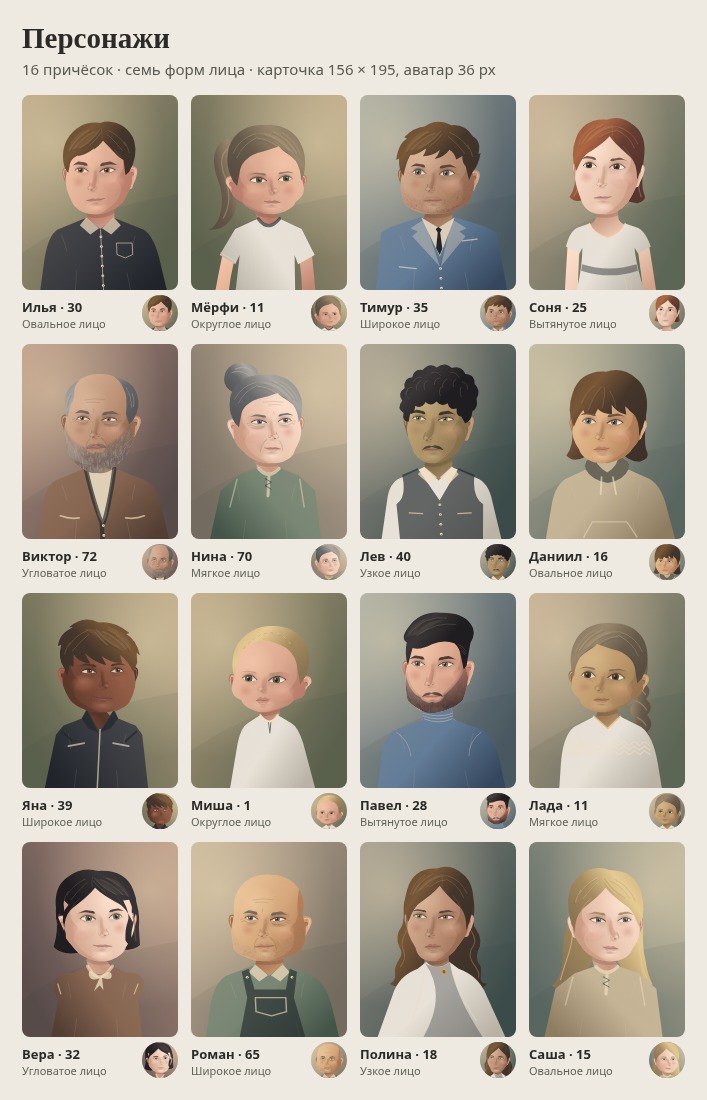 Персонажи
16 причёсок · семь форм лица · карточка 156 × 195, аватар 36 px
Илья · 30
Овальное лицо
Мёрфи · 11
Округлое лицо
Тимур · 35
Широкое лицо
Соня · 25
Вытянутое лицо
Виктор · 72
Угловатое лицо
Нина · 70
Мягкое лицо
Лев · 40
Узкое лицо
Даниил · 16
Овальное лицо
Яна · 39
Широкое лицо
Миша · 1
Округлое лицо
Павел · 28
Вытянутое лицо
Лада · 11
Мягкое лицо
Вера · 32
Угловатое лицо
Роман · 65
Широкое лицо
Полина · 18
Узкое лицо
Саша · 15
Овальное лицо